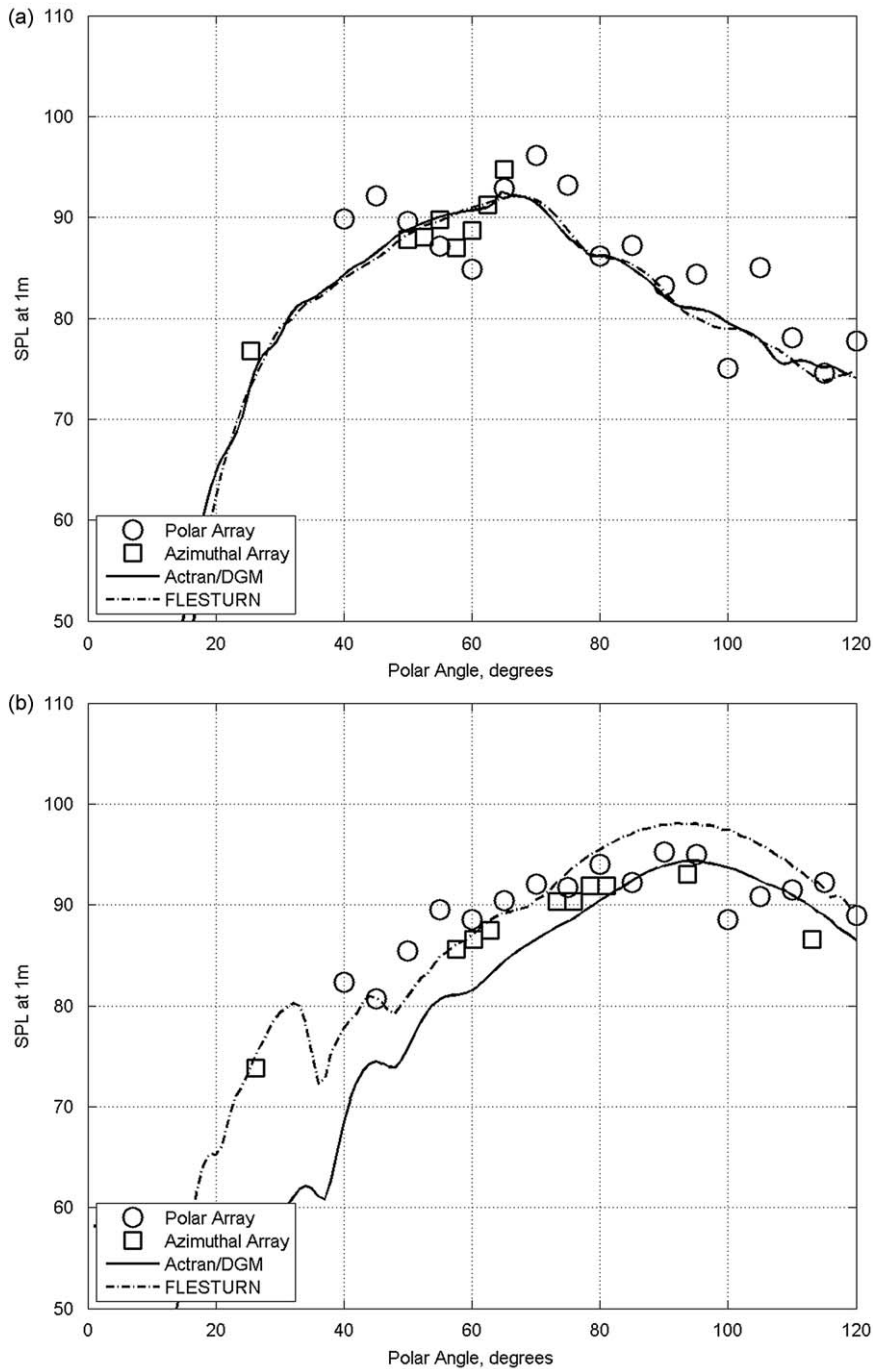 (a)
110
100
90
80
70
60
50
SPL at 1m
Polar Array
Azimuthal Array
Actran/DGM
FLESTURN
0 20 40 60 80 100 120
Polar Angle, degrees
(b)
110
100
90
80
70
60
50
SPL at 1m
Polar Array
Azimuthal Array
Actran/DGM
FLESTURN
0 20 40 60 80 100 120
Polar Angle, degrees